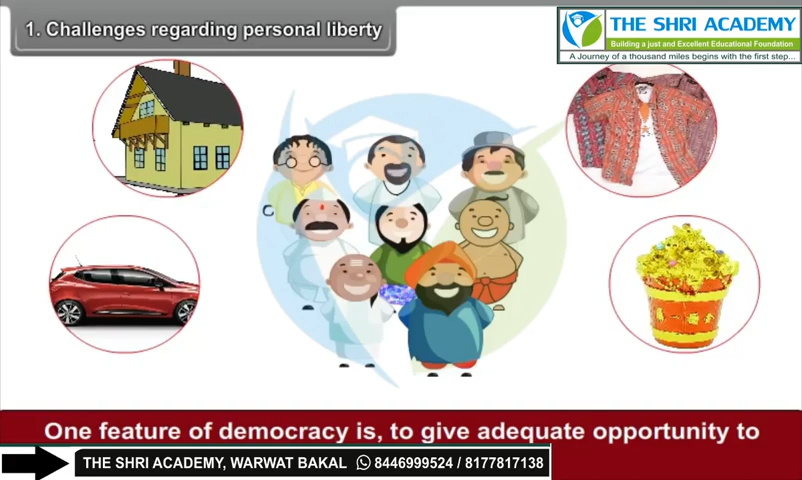 1. Challenges regarding personal liberty
THE SHRI ACADEMY
Building a just and Excellent Educational Foundation
A Journey of a thousand miles begins with the first step...
One feature of democracy is, to give adequate opportunity to
THE SHRI ACADEMY, WARWAT BAKAL 8446999524 / 8177817138